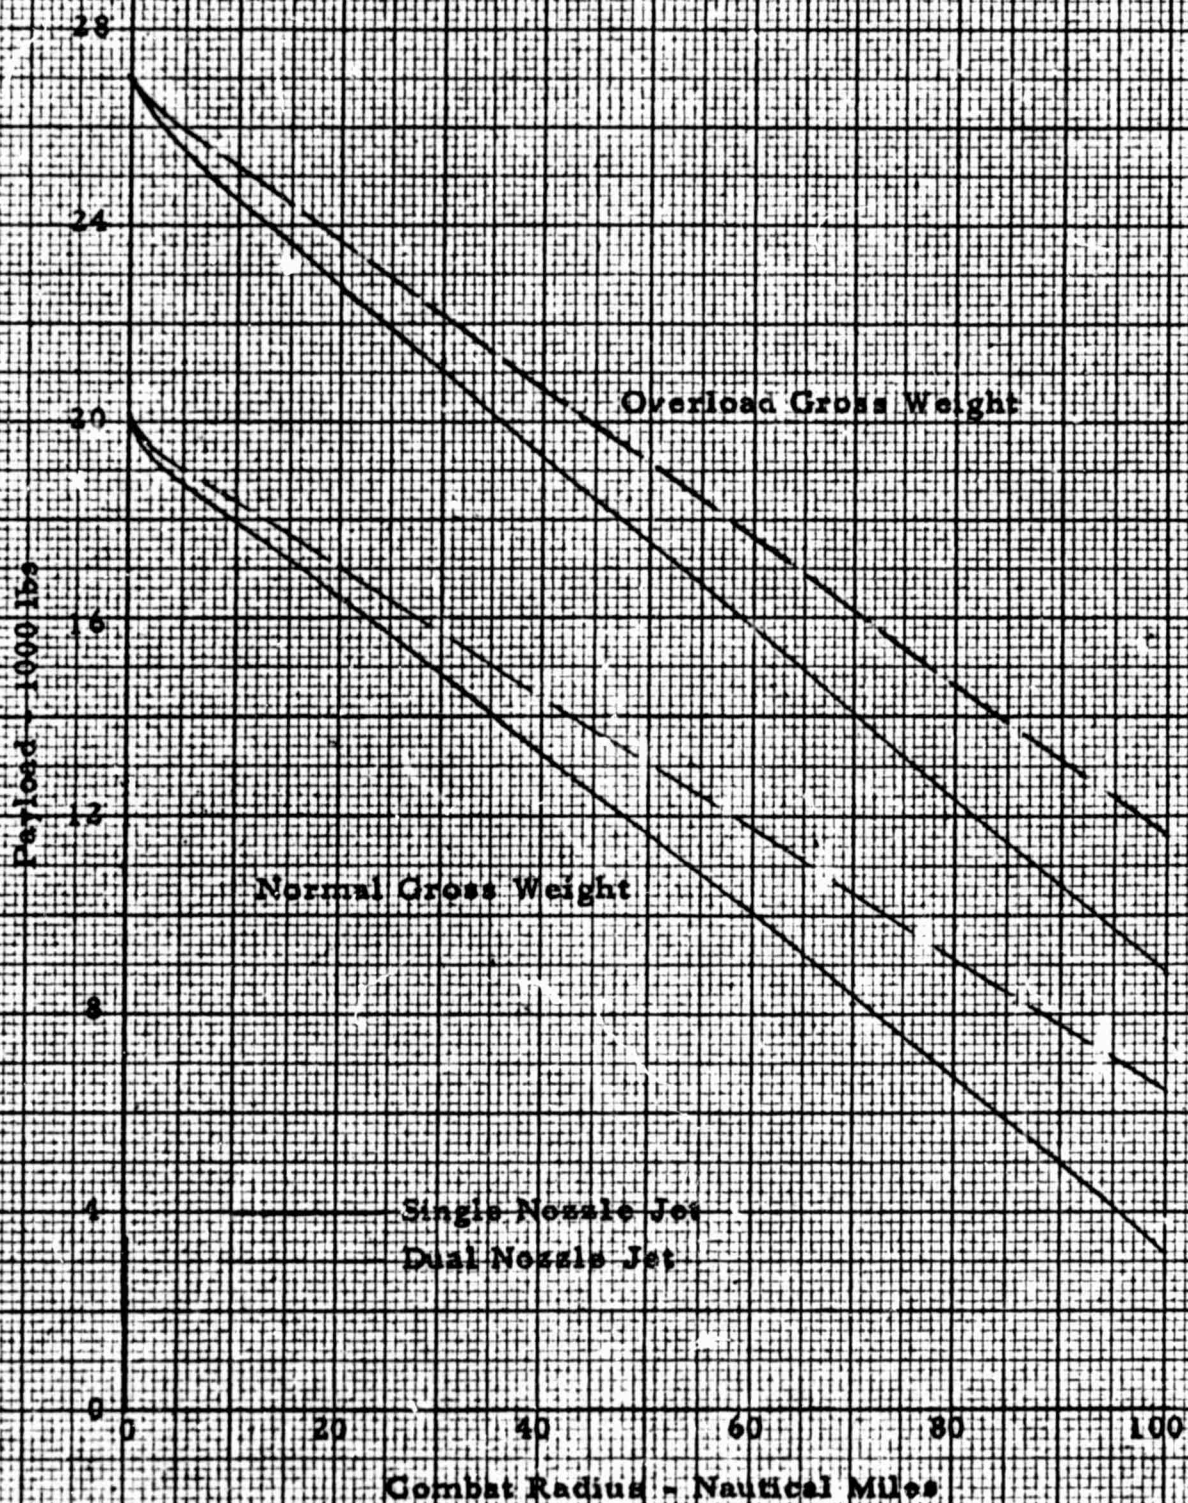 28
24
20
16
12
8
4
0
Payload - 1000 lbs
Overload Gross Weight
Normal Gross Weight
Single Nozzle Jet
Dual Nozzle Jet
0 20 40 60 80 100
Combat Radius - Nautical Miles